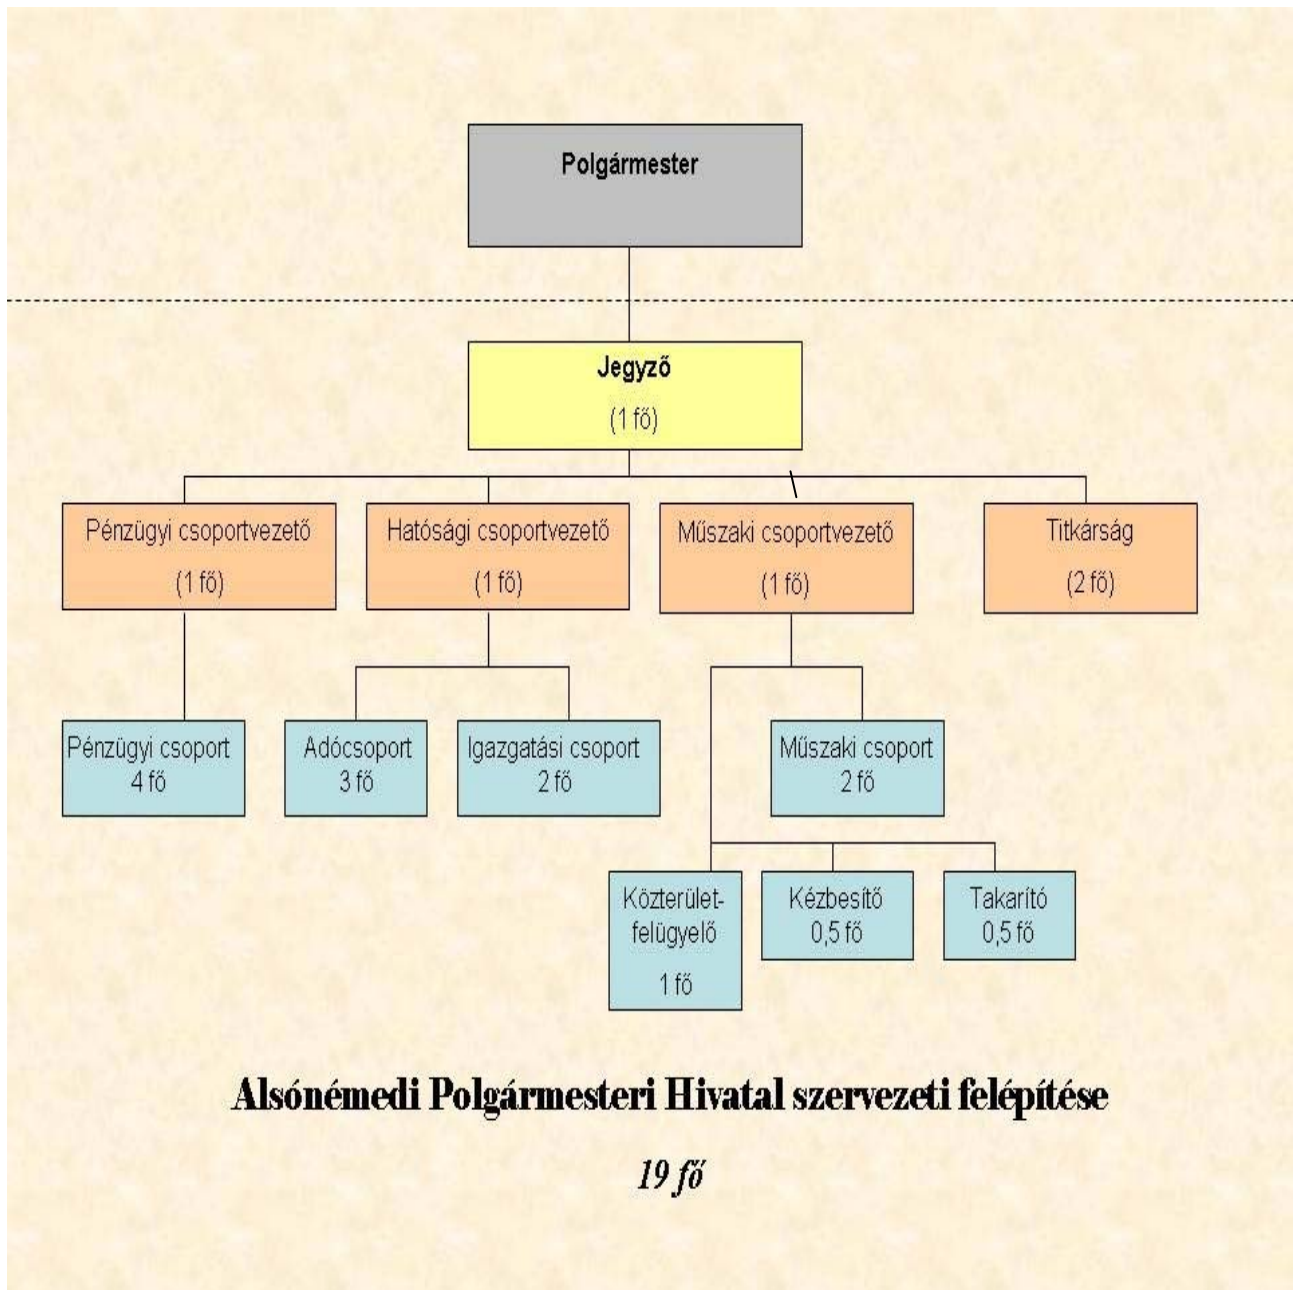 Polgármester
Jegyző
(1 fő)
Pénzügyi csoportvezető
(1 fő)
Hatósági csoportvezető
(1 fő)
Műszaki csoportvezető
(1 fő)
Titkárság
(2 fő)
Pénzügyi csoport
4 fő
Adócsoport
3 fő
Igazgatási csoport
2 fő
Műszaki csoport
2 fő
Közterület-
felügyelő
1 fő
Kézbesítő
0,5 fő
Takarító
0,5 fő
Alsónémedi Polgármesteri Hivatal szervezeti felépítése
19 fő